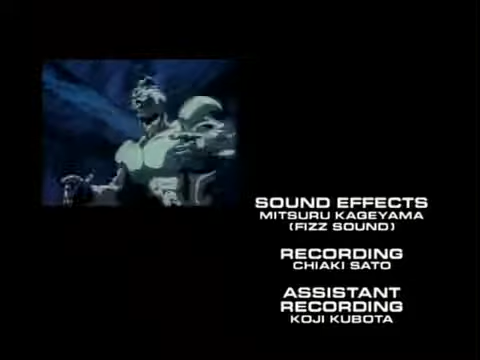 SOUND EFFECTS
MITSURU KAGEYAMA
(FIZZ SOUND)
RECORDING
CHIAKI SATO
ASSISTANT
RECORDING
KOJI KUBOTA